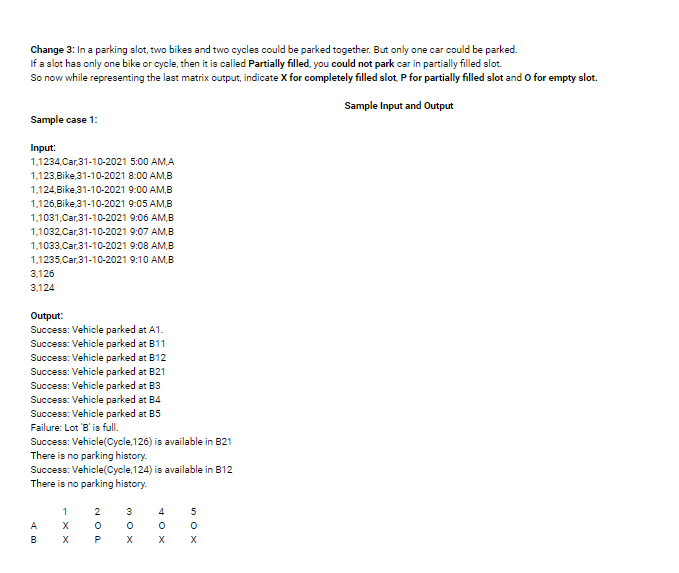 Change 3: In a parking slot, two bikes and two cycles could be parked together. But only one car could be parked.
If a slot has only one bike or cycle, then it is called Partially filled, you could not park car in partially filled slot.
So now while representing the last matrix output, indicate X for completely filled slot, P for partially filled slot and O for empty slot.
Sample Input and Output
Sample case 1:
Input:
1,1234,Car,31-10-2021 5:00 AM,A
1,123,Bike,31-10-2021 8:00 AM,B
1,124,Bike,31-10-2021 9:00 AM,B
1,126,Bike,31-10-2021 9:05 AM,B
1,1031,Car,31-10-2021 9:06 AM,B
1,1032,Car,31-10-2021 9:07 AM,B
1,1033,Car,31-10-2021 9:08 AM,B
1,1235,Car,31-10-2021 9:10 AM,B
3,126
3,124
Output:
Success: Vehicle parked at A1.
Success: Vehicle parked at B11
Success: Vehicle parked at B12
Success: Vehicle parked at B21
Success: Vehicle parked at B3
Success: Vehicle parked at B4
Success: Vehicle parked at B5
Failure: Lot 'B' is full.
Success: Vehicle(Cycle,126) is available in B21
There is no parking history.
Success: Vehicle(Cycle,124) is available in B12
There is no parking history.
1 2 3 4 5
A X O O O O
B X P X X X